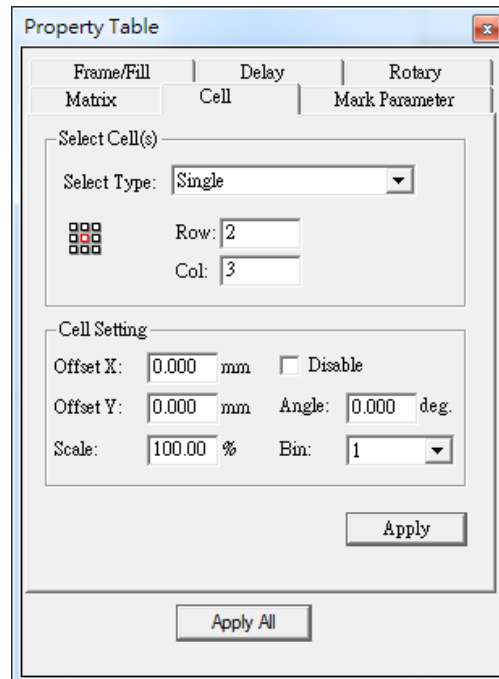 Property Table
Frame/Fill Delay Rotary
Matrix Cell Mark Parameter
Select Cell(s)
Select Type: Single
Row: 2
Col: 3
Cell Setting
Offset X: 0.000 mm Disable
Offset Y: 0.000 mm Angle: 0.000 deg.
Scale: 100.00 % Bin: 1
Apply
Apply All